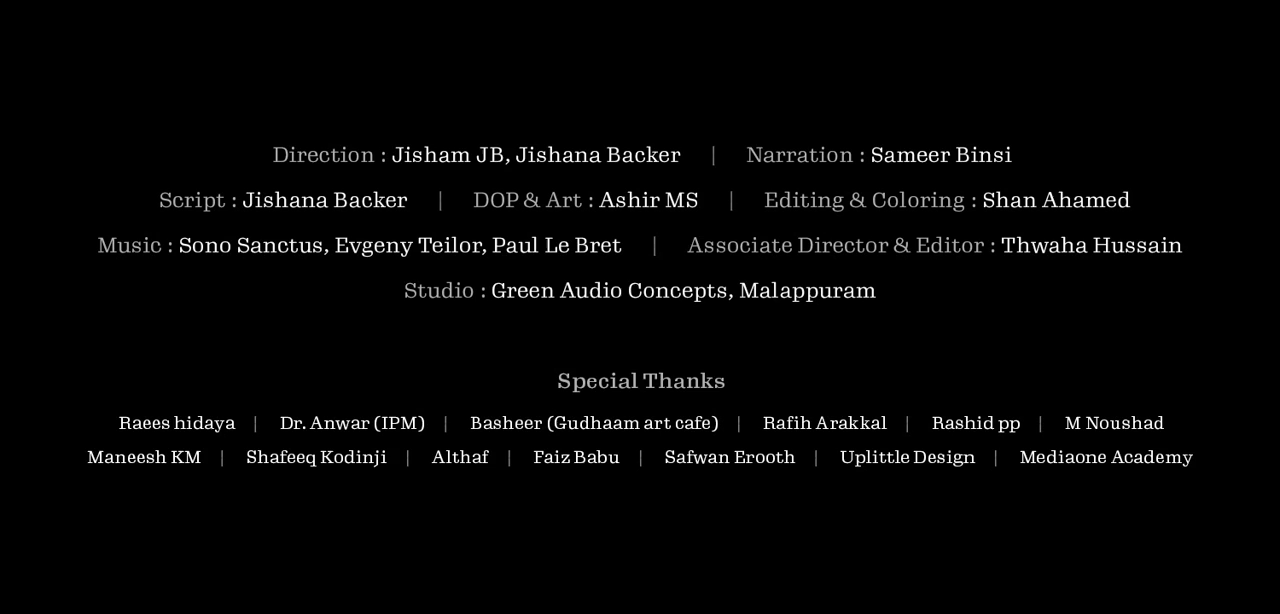 Direction : Jisham JB, Jishana Backer | Narration : Sameer Binsi
Script : Jishana Backer | DOP & Art : Ashir MS | Editing & Coloring : Shan Ahamed
Music : Sono Sanctus, Evgeny Teilor, Paul Le Bret | Associate Director & Editor : Thwaha Hussain
Studio : Green Audio Concepts, Malappuram
Special Thanks
Raees hidaya | Dr. Anwar (IPM) | Basheer (Gudhaam art cafe) | Rafih Arakkal | Rashid pp | M Noushad
Maneesh KM | Shafeeq Kodinji | Althaf | Faiz Babu | Safwan Erooth | Uplittle Design | Mediaone Academy